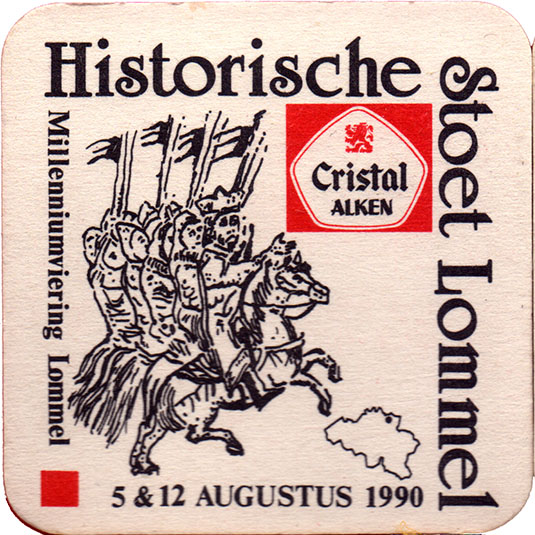 Historische
Stoet Lommel
Millenniumviering Lommel
Cristal
ALKEN
5 & 12 AUGUSTUS 1990